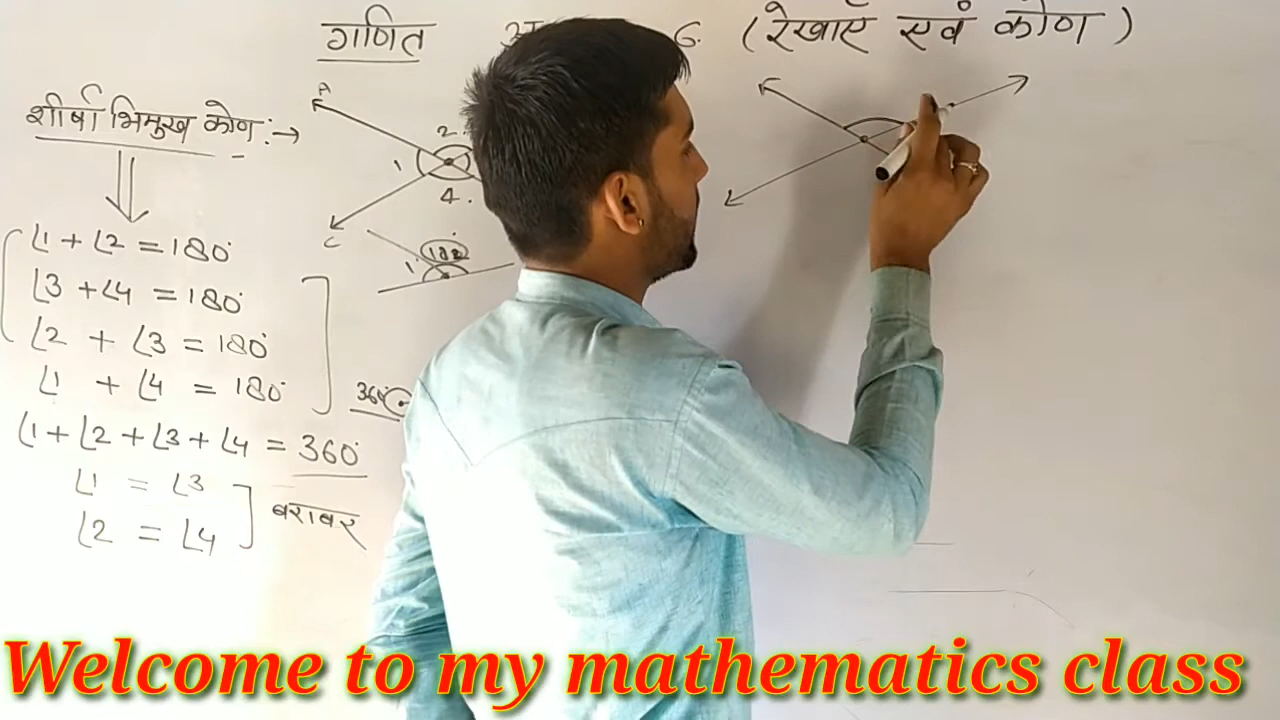 गणित 6. (रेखाएँ एवं कोण)
शीर्षाभिमुख कोण :→
A
2.
1
4.
C
1
∠1 + ∠2 = 180°
∠3 + ∠4 = 180°
∠2 + ∠3 = 180°
∠1 + ∠4 = 180°
360°
∠1 + ∠2 + ∠3 + ∠4 = 360°
∠1 = ∠3
∠2 = ∠4
बराबर
Welcome to my mathematics class